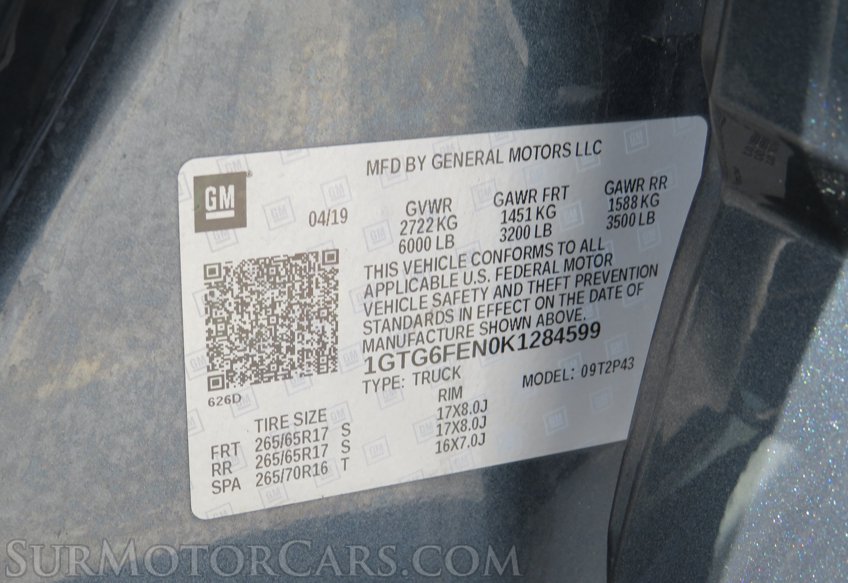 MFD BY GENERAL MOTORS LLC
GM
04/19
GVWR GAWR FRT GAWR RR
2722 KG 1451 KG 1588 KG
6000 LB 3200 LB 3500 LB
THIS VEHICLE CONFORMS TO ALL
APPLICABLE U.S. FEDERAL MOTOR
VEHICLE SAFETY AND THEFT PREVENTION
STANDARDS IN EFFECT ON THE DATE OF
MANUFACTURE SHOWN ABOVE.
1GTG6FEN0K1284599
TYPE: TRUCK MODEL: 09T2P43
626D
TIRE SIZE RIM
FRT 265/65R17 S 17X8.0J
RR 265/65R17 S 17X8.0J
SPA 265/70R16 T 16X7.0J
SURMOTORCARS.COM